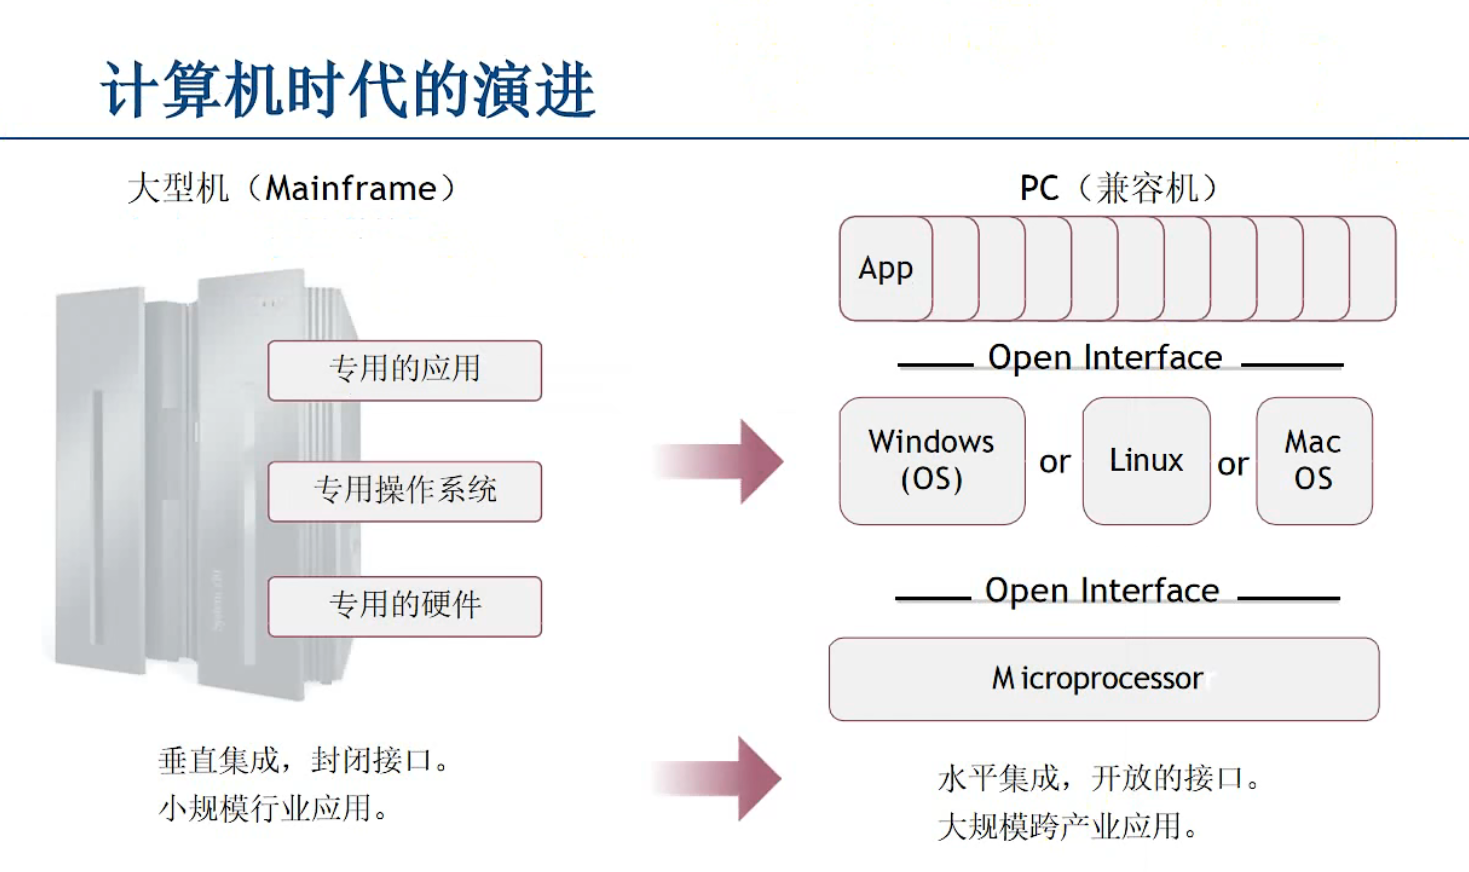 计算机时代的演进
大型机（Mainframe）
专用的应用
专用操作系统
专用的硬件
垂直集成，封闭接口。
小规模行业应用。
PC（兼容机）
App
Open Interface
Windows
(OS)
or
Linux
or
Mac
OS
Open Interface
Microprocessor
水平集成，开放的接口。
大规模跨产业应用。